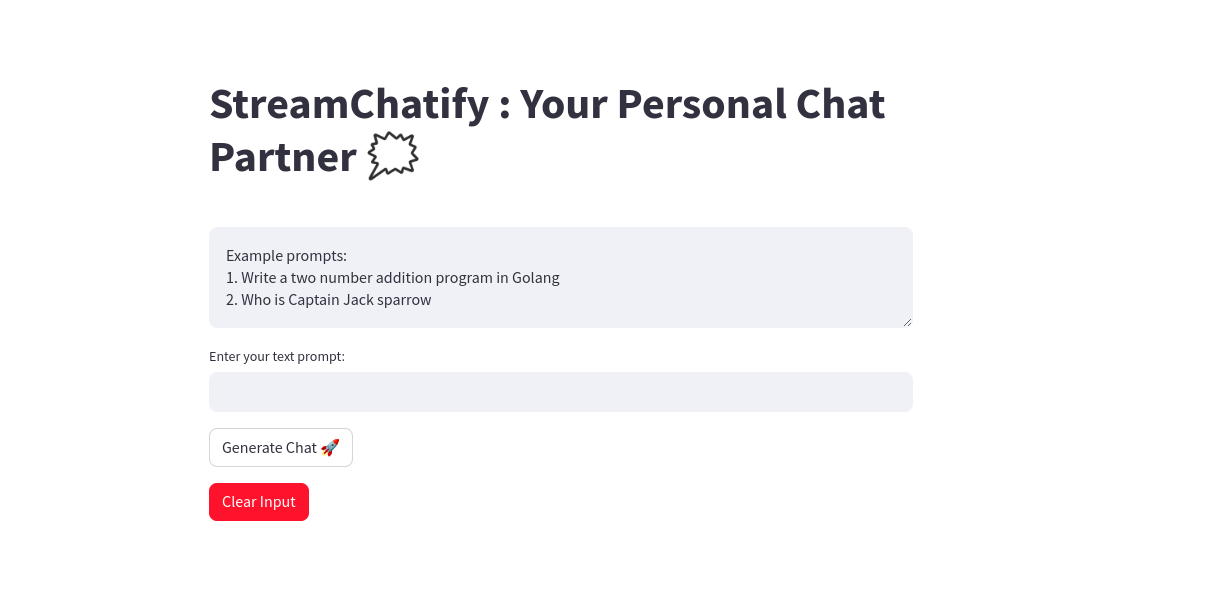 StreamChatify : Your Personal Chat
Partner 🗯
Example prompts:
1. Write a two number addition program in Golang
2. Who is Captain Jack sparrow
Enter your text prompt:
Generate Chat 🚀
Clear Input